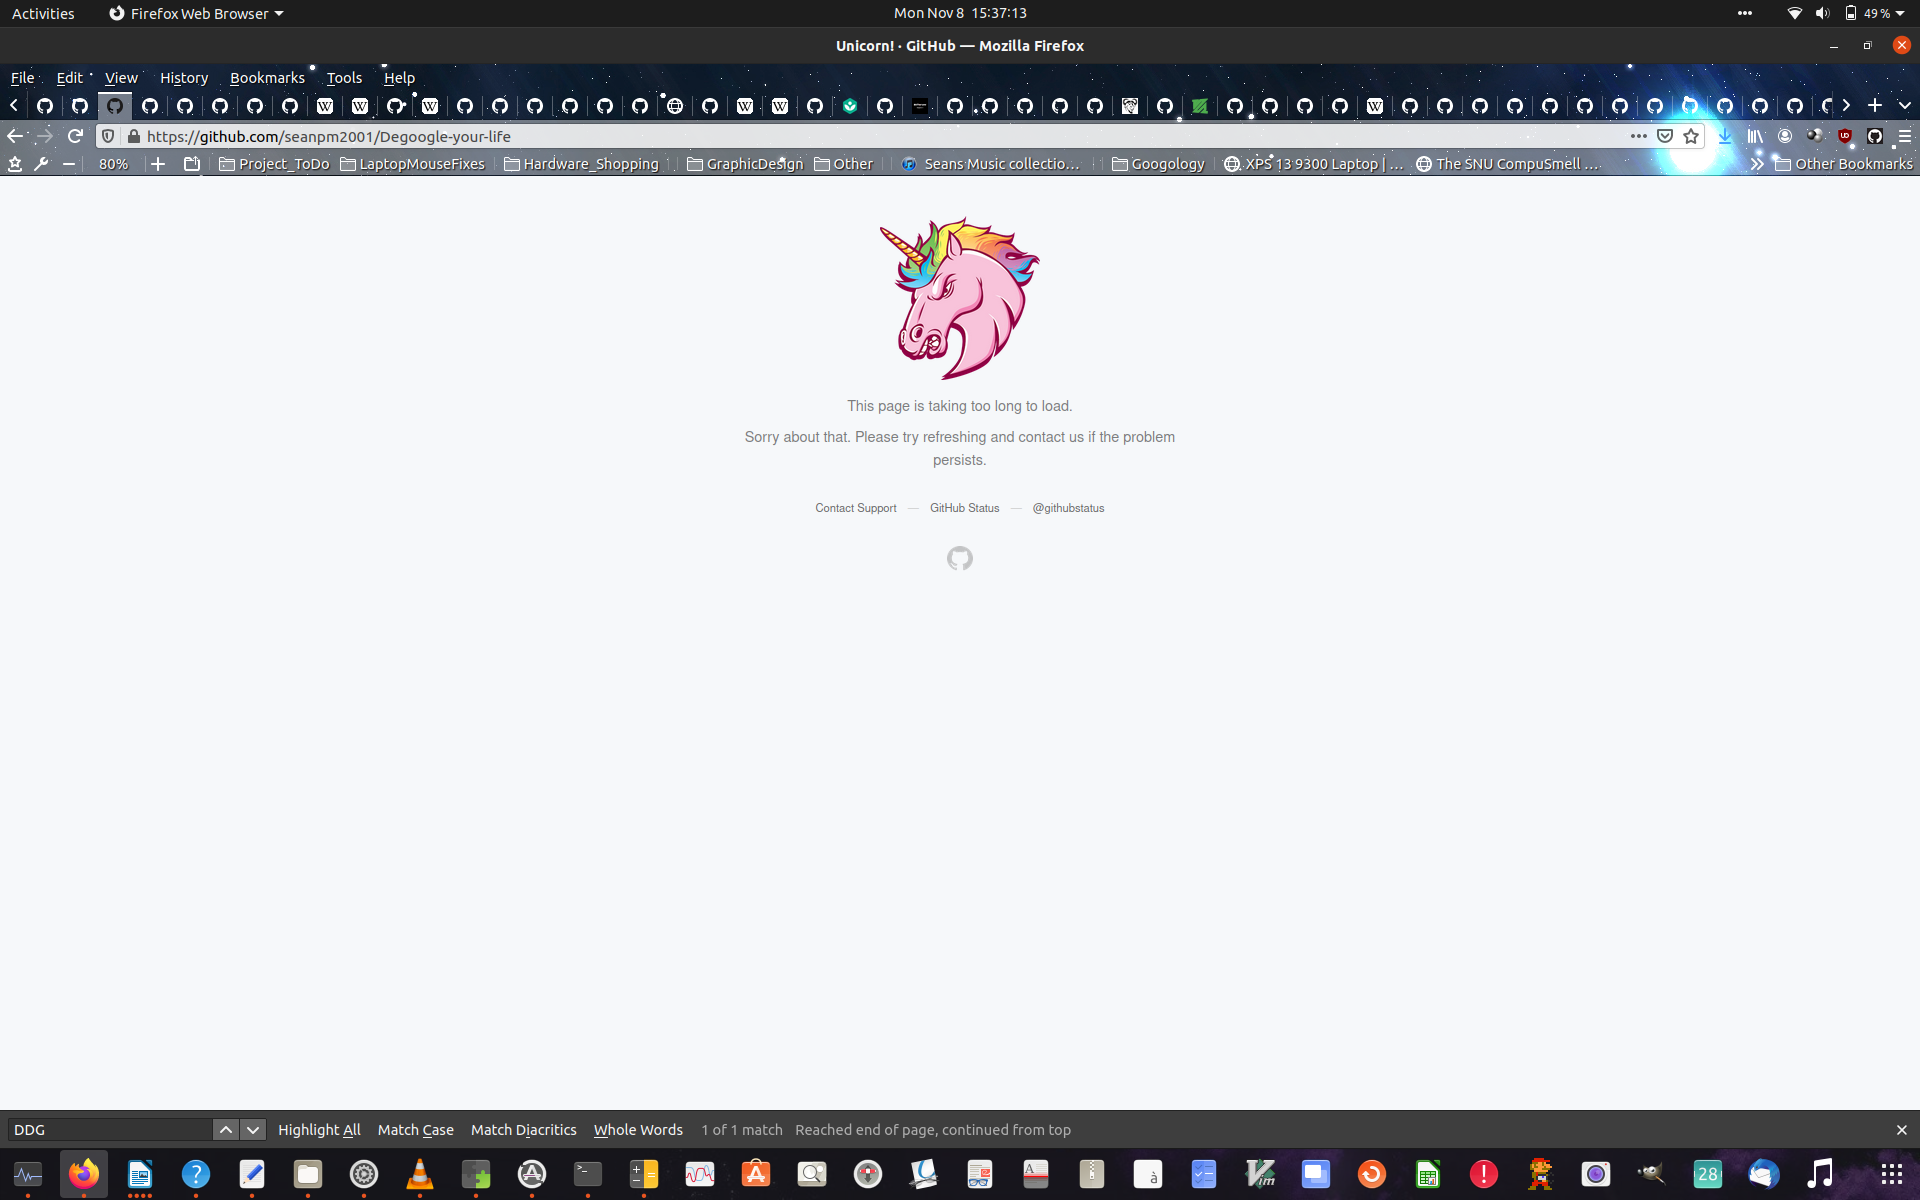 Activities Firefox Web Browser Mon Nov 8 15:37:13 49 %
Unicorn! · GitHub — Mozilla Firefox
File Edit View History Bookmarks Tools Help
https://github.com/seanpm2001/Degoogle-your-life
80% Project_ToDo LaptopMouseFixes Hardware_Shopping GraphicDesign Other Seans Music collectio… Googology XPS 13 9300 Laptop | … The SNU CompuSmell … Other Bookmarks
This page is taking too long to load.
Sorry about that. Please try refreshing and contact us if the problem
persists.
Contact Support — GitHub Status — @githubstatus
DDG Highlight All Match Case Match Diacritics Whole Words 1 of 1 match Reached end of page, continued from top
28